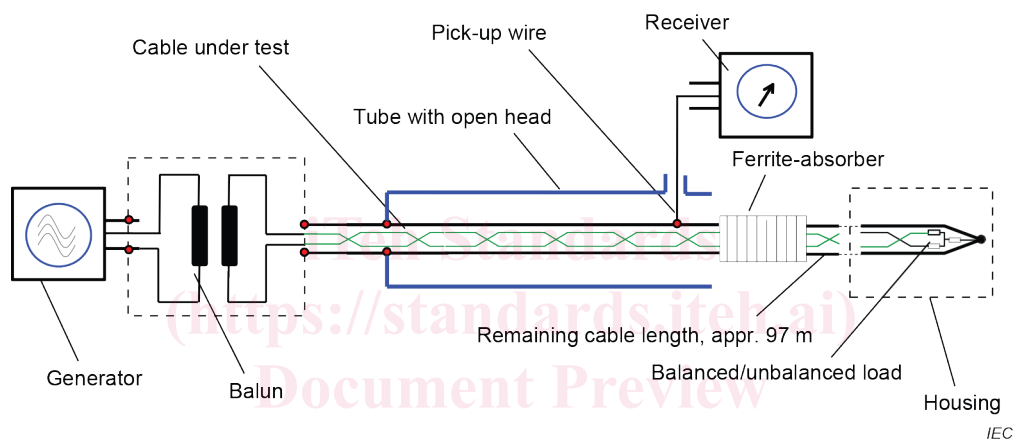 Receiver
Pick-up wire
Cable under test
Tube with open head
Ferrite-absorber
iTeh Standards
(https://standards.iteh.ai)
Remaining cable length, appr. 97 m
Balanced/unbalanced load
Generator
Balun
Document Preview
Housing
IEC